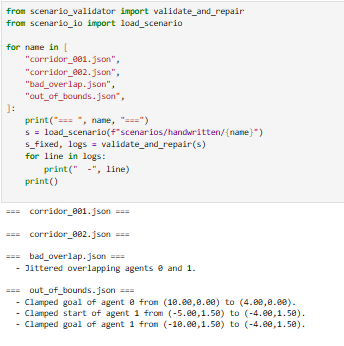 from scenario_validator import validate_and_repair
from scenario_io import load_scenario

for name in [
    "corridor_001.json",
    "corridor_002.json",
    "bad_overlap.json",
    "out_of_bounds.json",
]:
    print("=== ", name, "===")
    s = load_scenario(f"scenarios/handwritten/{name}")
    s_fixed, logs = validate_and_repair(s)
    for line in logs:
        print("  -", line)
    print()

===  corridor_001.json ===

===  corridor_002.json ===

===  bad_overlap.json ===
  - Jittered overlapping agents 0 and 1.

===  out_of_bounds.json ===
  - Clamped goal of agent 0 from (10.00,0.00) to (4.00,0.00).
  - Clamped start of agent 1 from (-5.00,1.50) to (-4.00,1.50).
  - Clamped goal of agent 1 from (-10.00,1.50) to (-4.00,1.50).